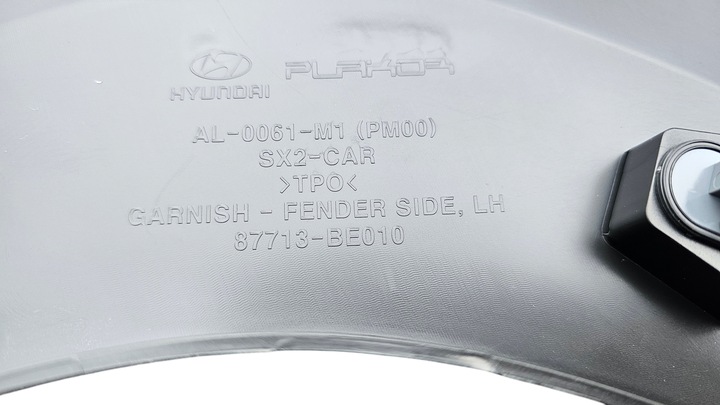 HYUNDAI PLAKOR
AL-0061-M1 (PM00)
SX2-CAR
>TPO<
GARNISH - FENDER SIDE, LH
87713-BE010